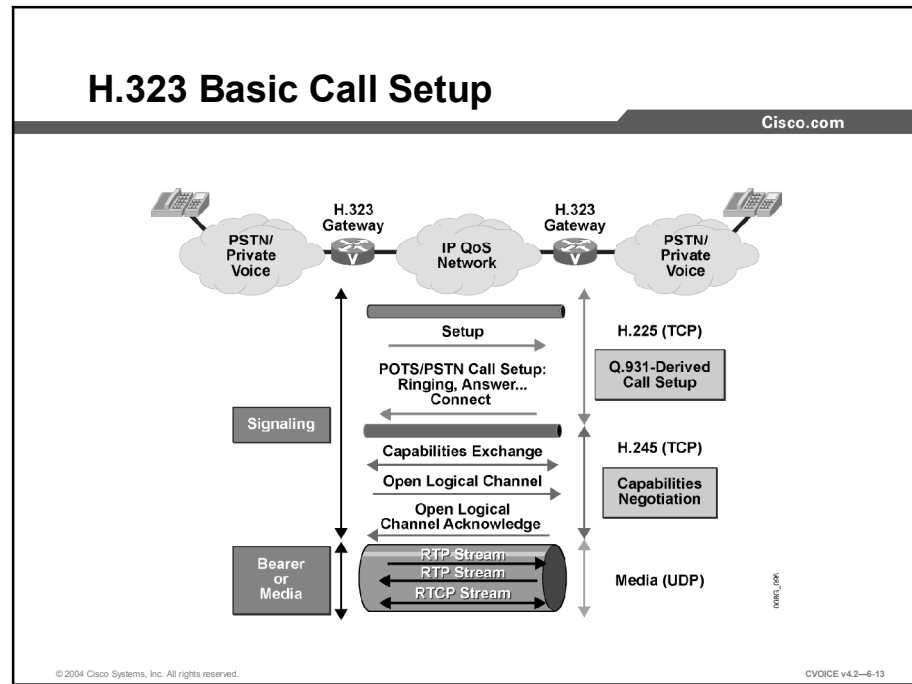 H.323 Basic Call Setup
Cisco.com
H.323
Gateway
H.323
Gateway
PSTN/
Private
Voice
V
IP QoS
Network
V
PSTN/
Private
Voice
Setup
H.225 (TCP)
POTS/PSTN Call Setup:
Ringing, Answer...
Connect
Q.931-Derived
Call Setup
Signaling
Capabilities Exchange
H.245 (TCP)
Open Logical Channel
Capabilities
Negotiation
Open Logical
Channel Acknowledge
Bearer
or
Media
RTP Stream
RTP Stream
RTCP Stream
Media (UDP)
© 2004 Cisco Systems, Inc. All rights reserved.
CVOICE v4.2—6-13